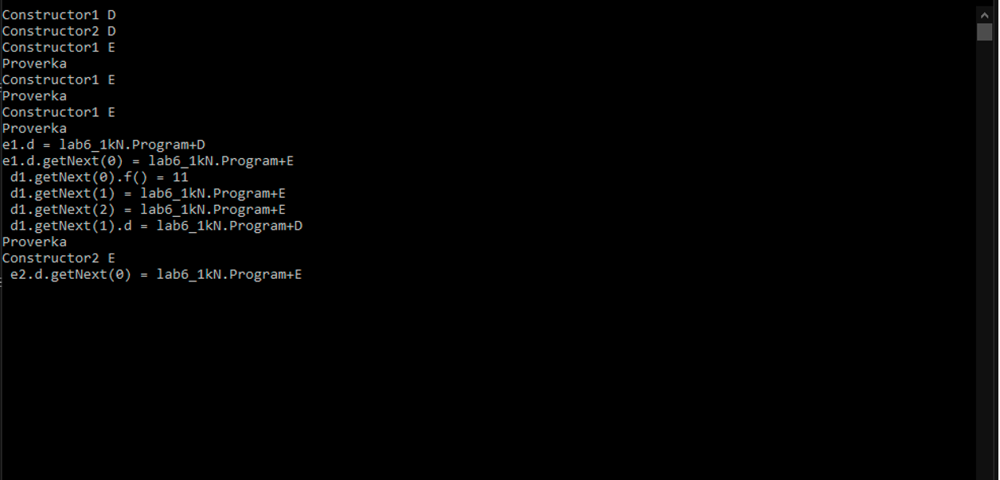 Constructor1 D
Constructor2 D
Constructor1 E
Proverka
Constructor1 E
Proverka
Constructor1 E
Proverka
e1.d = lab6_1kN.Program+D
e1.d.getNext(0) = lab6_1kN.Program+E
d1.getNext(0).f() = 11
d1.getNext(1) = lab6_1kN.Program+E
d1.getNext(2) = lab6_1kN.Program+E
d1.getNext(1).d = lab6_1kN.Program+D
Proverka
Constructor2 E
e2.d.getNext(0) = lab6_1kN.Program+E